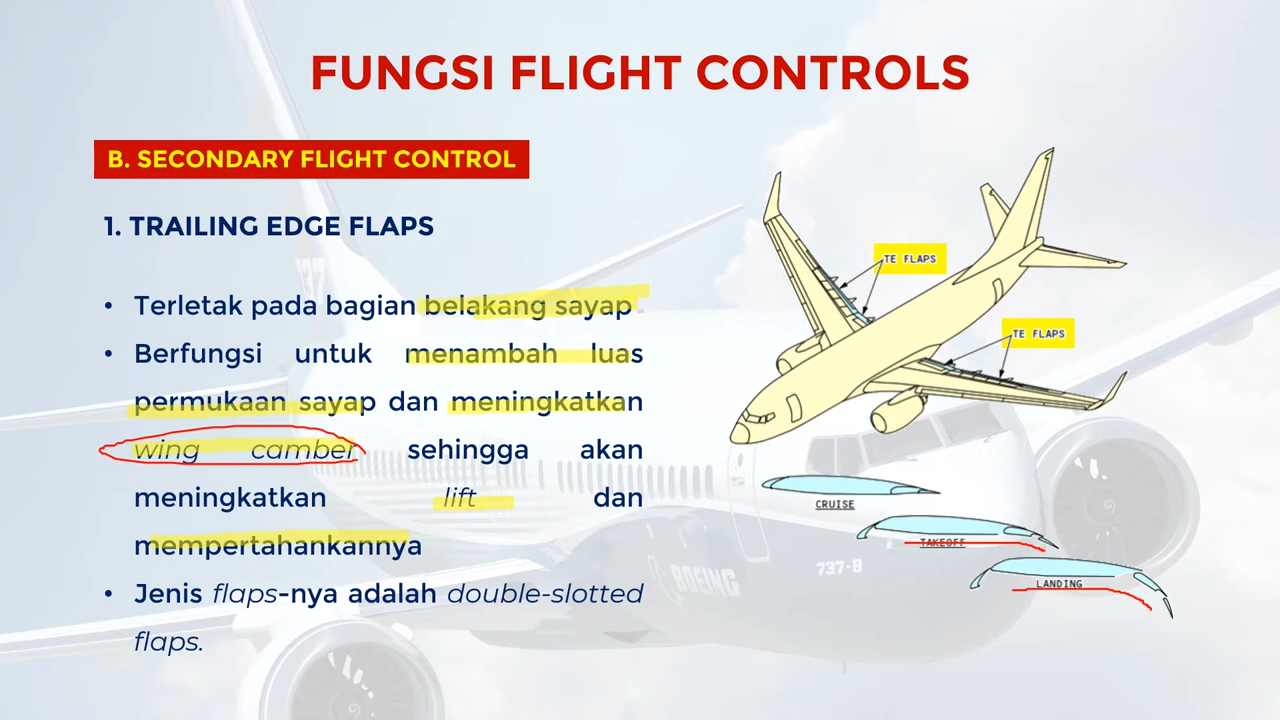 FUNGSI FLIGHT CONTROLS
B. SECONDARY FLIGHT CONTROL
1. TRAILING EDGE FLAPS
• Terletak pada bagian belakang sayap
• Berfungsi untuk menambah luas
permukaan sayap dan meningkatkan
wing camber sehingga akan
meningkatkan lift dan
mempertahankannya
• Jenis flaps-nya adalah double-slotted
flaps.
TE FLAPS
TE FLAPS
CRUISE
TAKEOFF
LANDING
BOEING
737-8